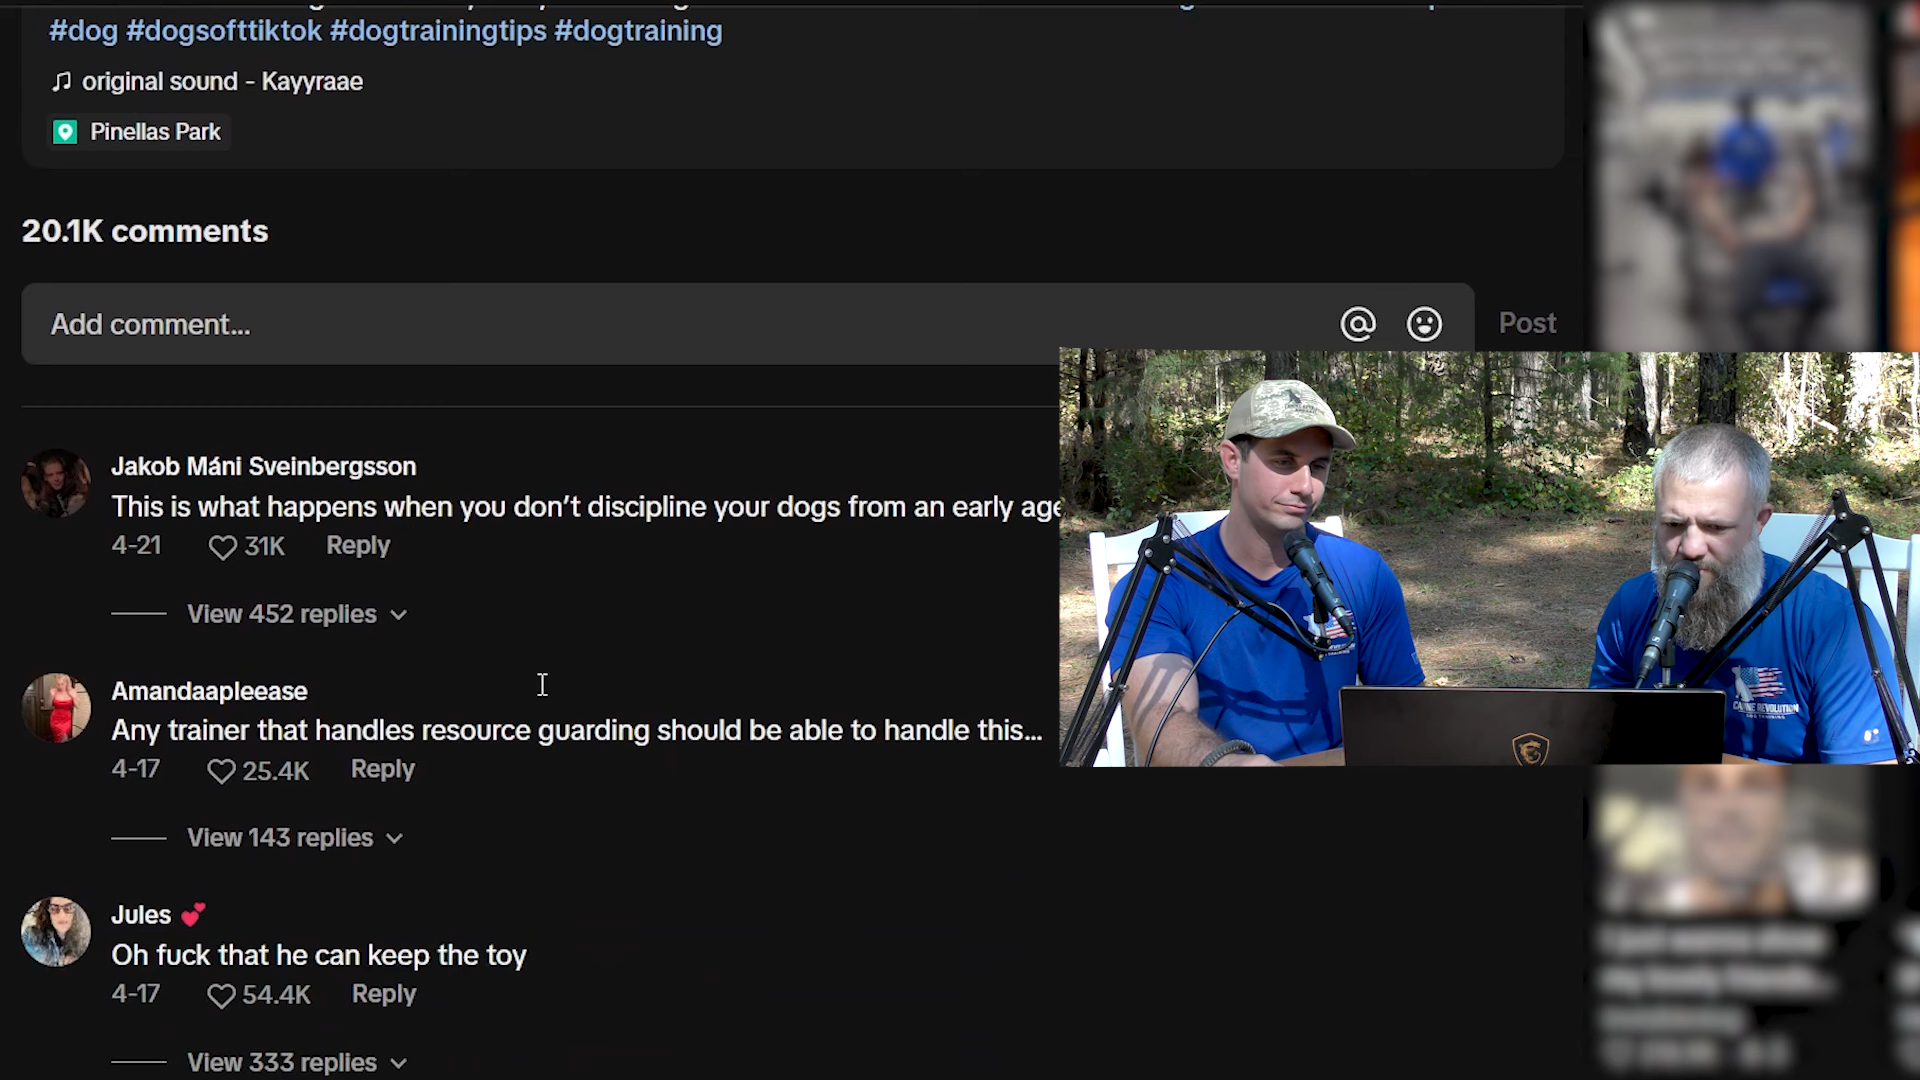 #dog #dogsofttiktok #dogtrainingtips #dogtraining
original sound - Kayyraae
Pinellas Park
20.1K comments
Add comment...
Post
Jakob Máni Sveinbergsson
This is what happens when you don’t discipline your dogs from an early age
4-21 31K Reply
View 452 replies
Amandaapleease
Any trainer that handles resource guarding should be able to handle this...
4-17 25.4K Reply
View 143 replies
Jules 💕
Oh fuck that he can keep the toy
4-17 54.4K Reply
View 333 replies
CANINE REVOLUTION
DOG TRAINING